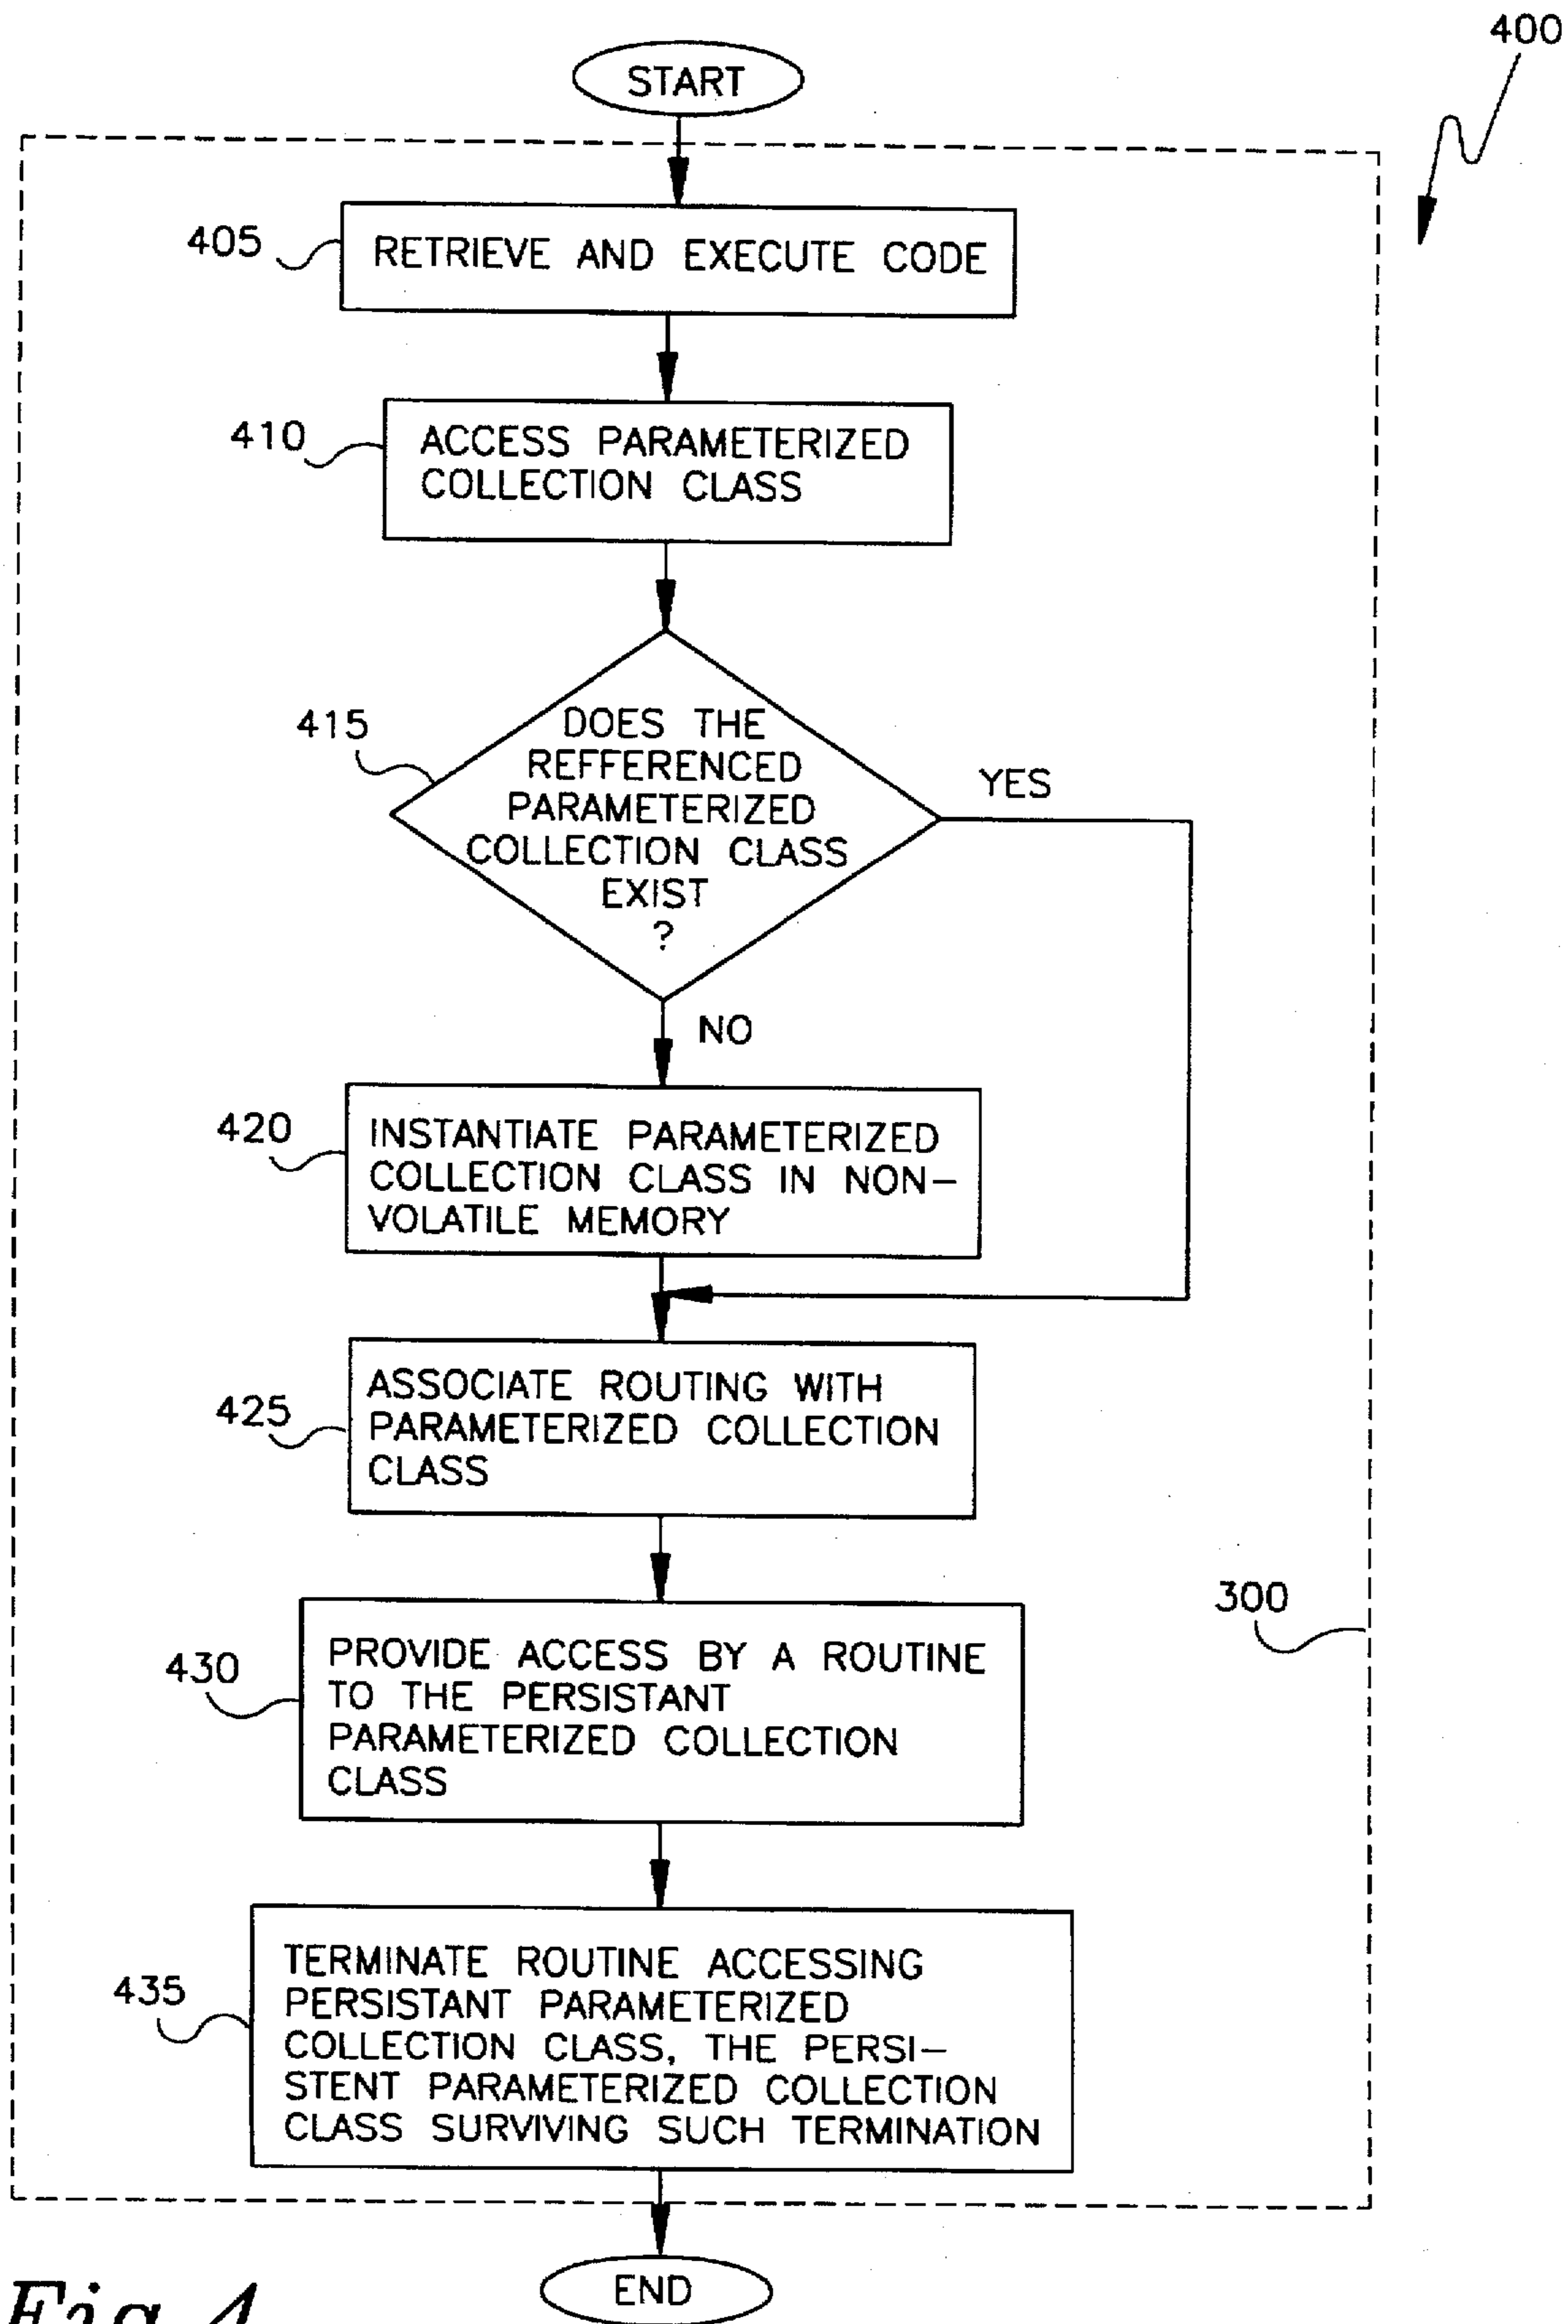 400
START
405
RETRIEVE AND EXECUTE CODE
410
ACCESS PARAMETERIZED
COLLECTION CLASS
415
DOES THE
REFFERENCED
PARAMETERIZED
COLLECTION CLASS
EXIST
?
YES
NO
420
INSTANTIATE PARAMETERIZED
COLLECTION CLASS IN NON-
VOLATILE MEMORY
425
ASSOCIATE ROUTING WITH
PARAMETERIZED COLLECTION
CLASS
300
430
PROVIDE ACCESS BY A ROUTINE
TO THE PERSISTANT
PARAMETERIZED COLLECTION
CLASS
435
TERMINATE ROUTINE ACCESSING
PERSISTANT PARAMETERIZED
COLLECTION CLASS, THE PERSI-
STENT PARAMETERIZED COLLECTION
CLASS SURVIVING SUCH TERMINATION
END
Fig. 4